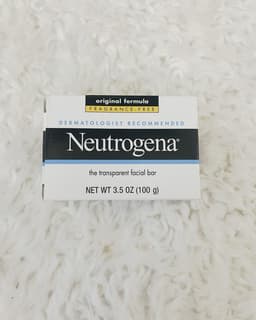 original formula
FRAGRANCE-FREE
DERMATOLOGIST RECOMMENDED
Neutrogena®
the transparent facial bar
NET WT 3.5 OZ (100 g)